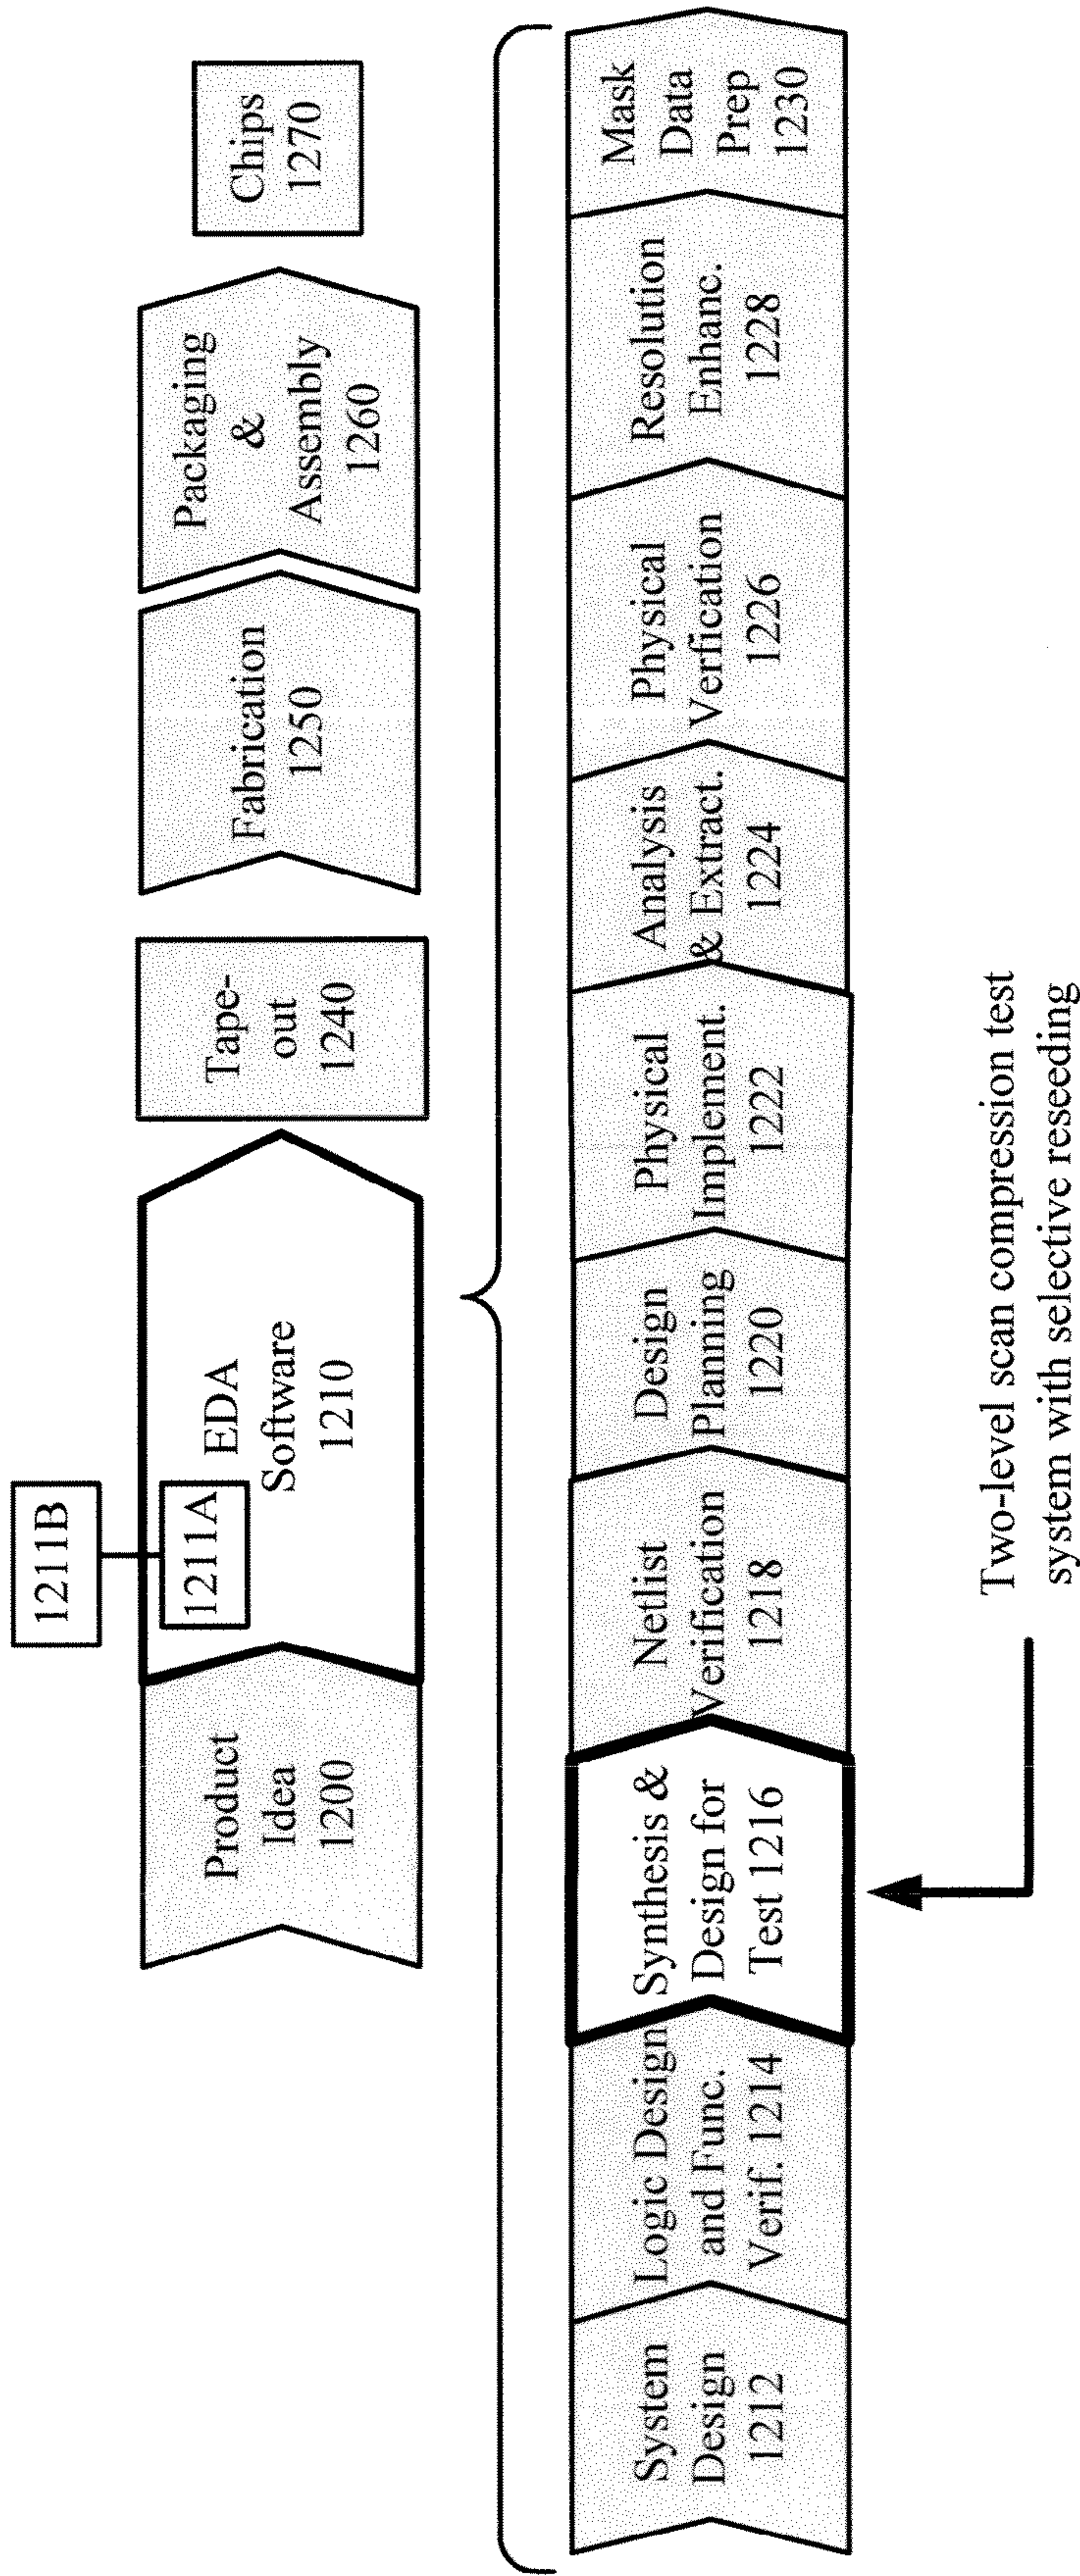 Product
Idea
1200
1211B
1211A
EDA
Software
1210
Tape-
out
1240
Fabrication
1250
Packaging
&
Assembly
1260
Chips
1270
System
Design
1212
Logic Design
and Func.
Verif. 1214
Synthesis &
Design for
Test 1216
Netlist
Verification
1218
Design
Planning
1220
Physical
Implement.
1222
Analysis
& Extract.
1224
Physical
Verfication
1226
Resolution
Enhanc.
1228
Mask
Data
Prep
1230
Two-level scan compression test
system with selective reseeding